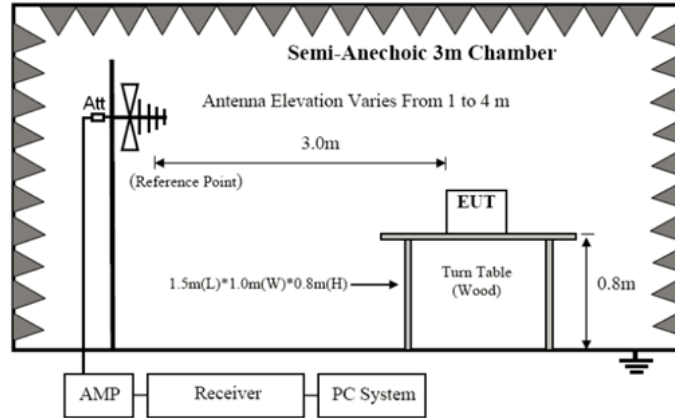 Semi-Anechoic 3m Chamber
Att
Antenna Elevation Varies From 1 to 4 m
3.0m
(Reference Point)
EUT
1.5m(L)*1.0m(W)*0.8m(H)
Turn Table
(Wood)
0.8m
AMP
Receiver
PC System